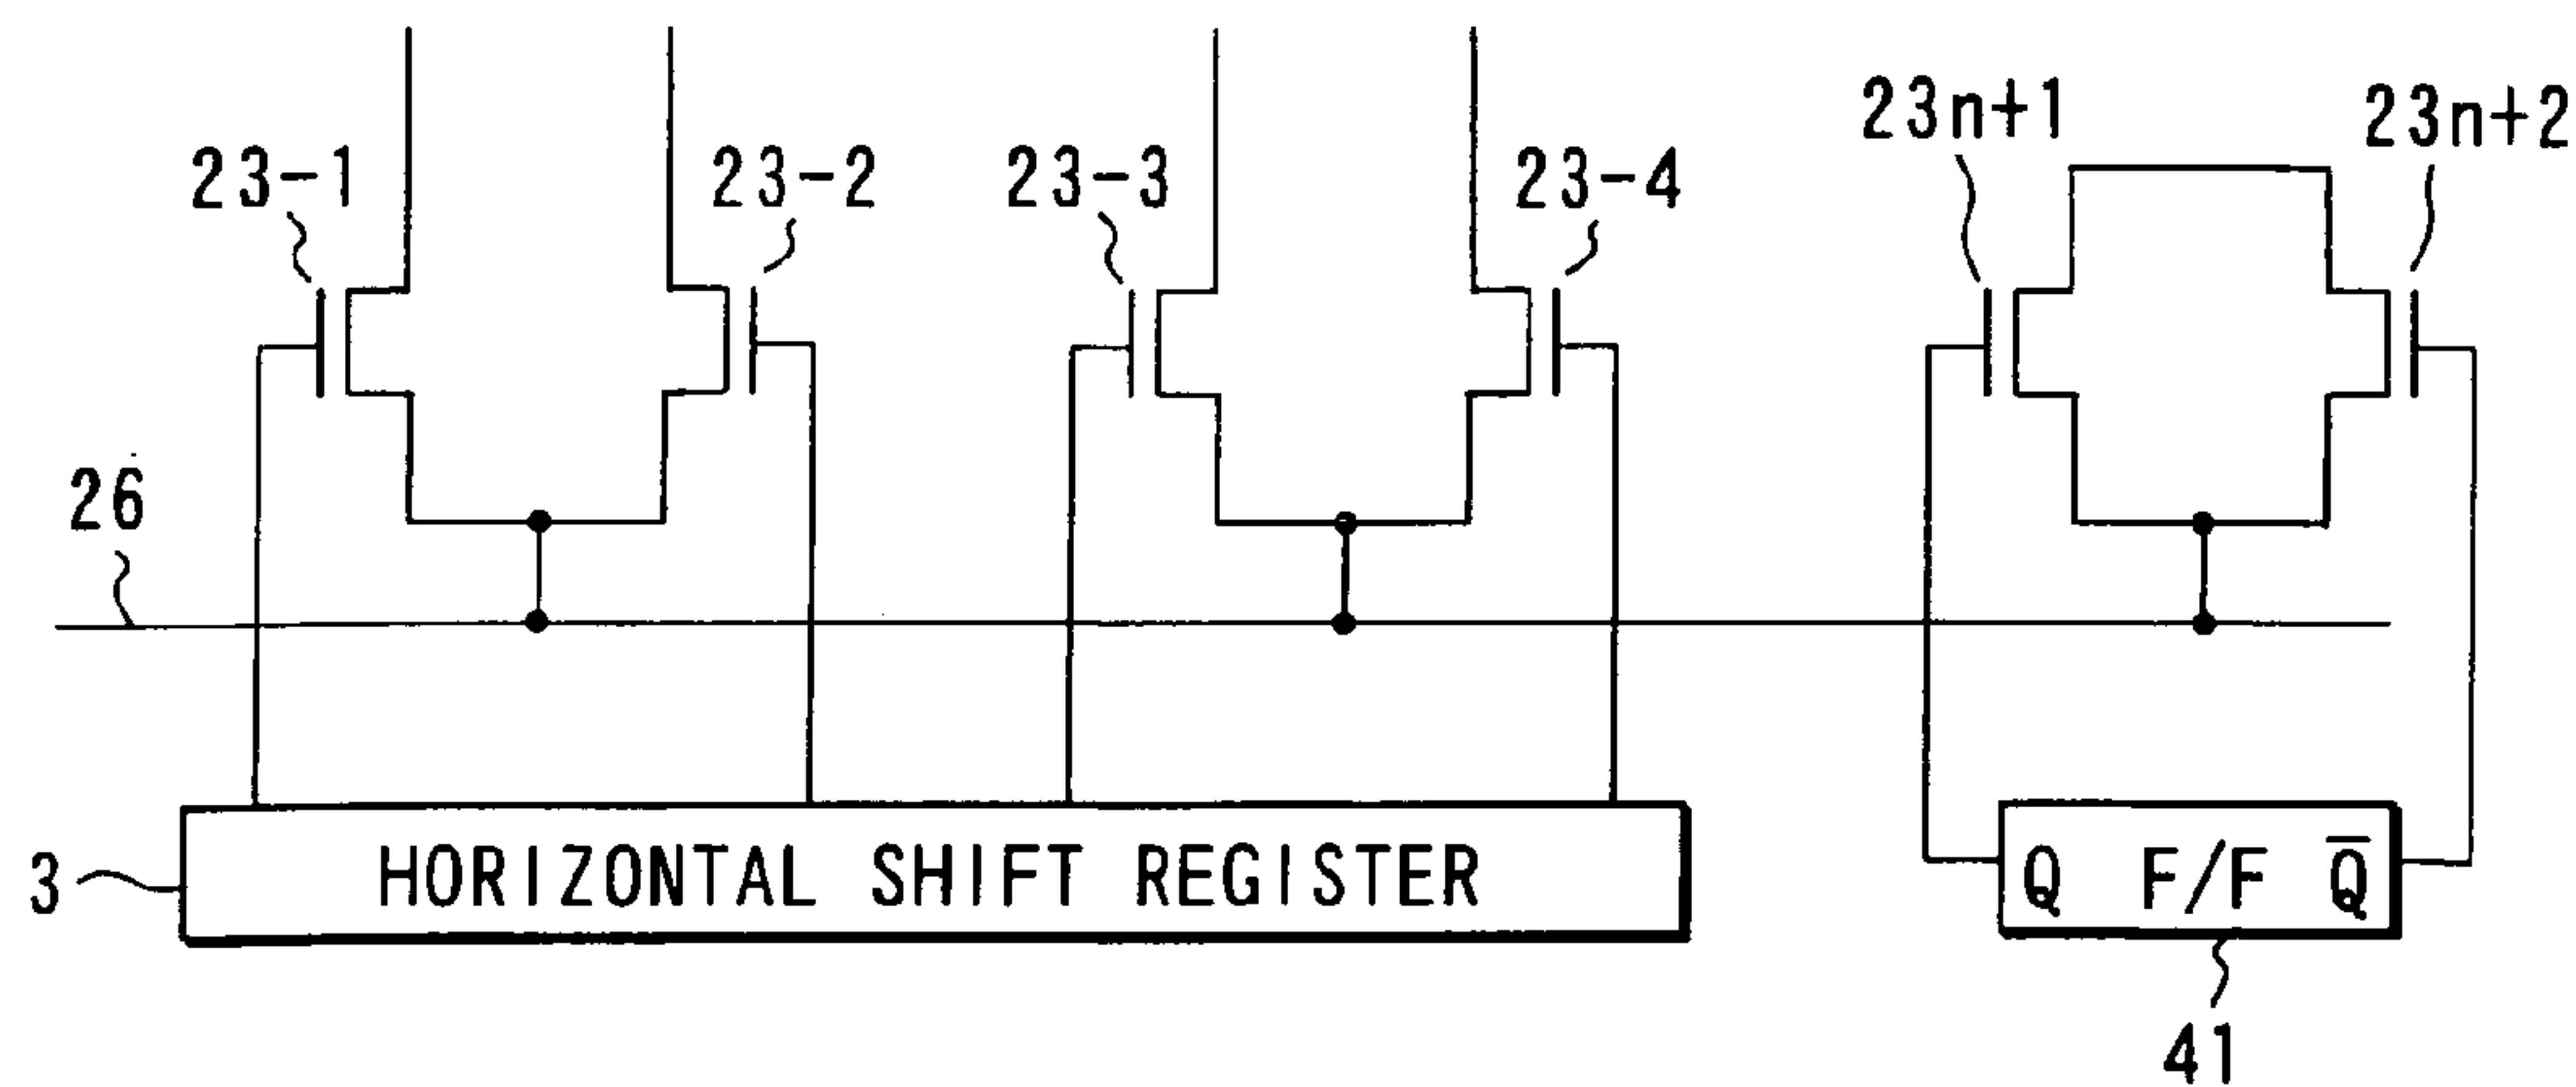 23-1
23-2
23-3
23-4
23n+1
23n+2
26
3
HORIZONTAL SHIFT REGISTER
Q F/F Q̅
41